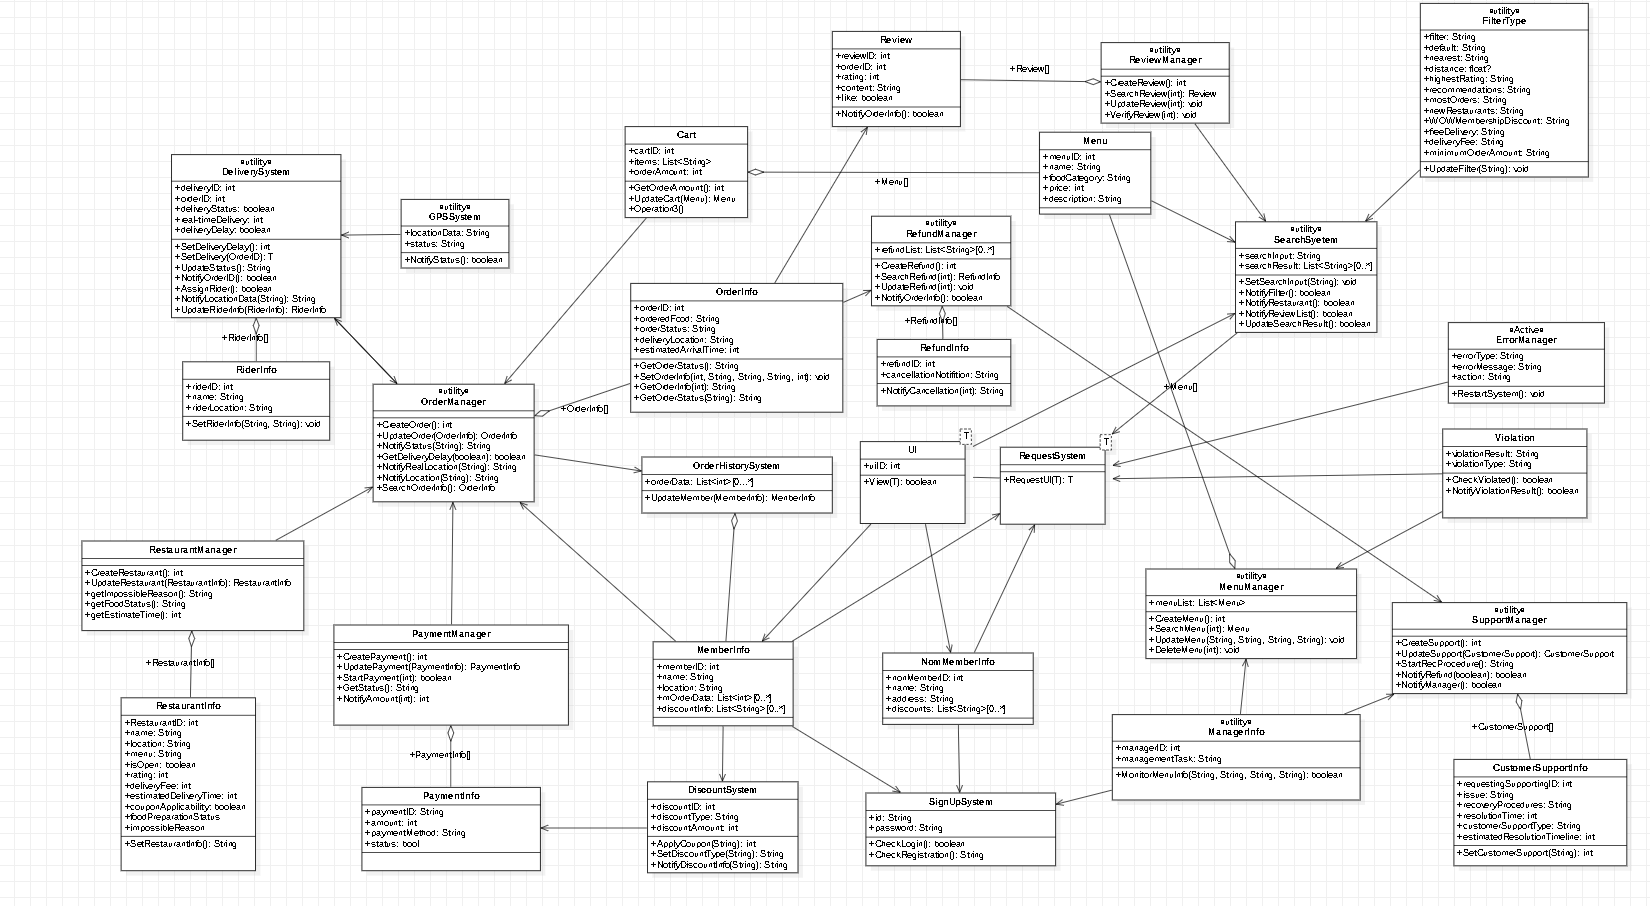 «utility»
FilterType
+filter: String
+default: String
+nearest: String
+distance: float?
+highestRating: String
+recommendations: String
+mostOrders: String
+newRestaurants: String
+WOWMembershipDiscount: String
+freeDelivery: String
+deliveryFee: String
+minimumOrderAmount: String
+UpdateFilter(String): void
Review
+reviewID: int
+orderID: int
+rating: int
+content: String
+like: boolean
+NotifyOrderInfo(): boolean
+Review[]
«utility»
ReviewManager
+CreateReview(): int
+SearchReview(int): Review
+UpdateReview(int): void
+VerifyReview(int): void
Cart
+cartID: int
+items: List<String>
+orderAmount: int
+GetOrderAmount(): int
+UpdateCart(Menu): Menu
+Operation3()
+Menu[]
Menu
+menuID: int
+name: String
+foodCategory: String
+price: int
+description: String
«utility»
DeliverySystem
+deliveryID: int
+orderID: int
+deliveryStatus: boolean
+real-timeDelivery: int
+deliveryDelay: boolean
+SetDeliveryDelay(): int
+SetDelivery(OrderID): T
+UpdateStatus(): String
+NotifyOrderID(): boolean
+AssignRider(): boolean
+NotifyLocationData(String): String
+UpdateRiderInfo(RiderInfo): RiderInfo
«utility»
GPSSystem
+locationData: String
+status: String
+NotifyStatus(): boolean
«utility»
RefundManager
+refundList: List<String>[0..*]
+CreateRefund(): int
+SearchRefund(int): RefundInfo
+UpdateRefund(int): void
+NotifyOrderInfo(): boolean
+RefundInfo[]
«utility»
SearchSyetem
+searchInput: String
+searchResult: List<String>[0..*]
+SetSearchInput(String): void
+NotifyFilter(): boolean
+NotifyRestaurant(): boolean
+NotifyReviewList(): boolean
+UpdateSearchResult(): boolean
OrderInfo
+orderID: int
+orderedFood: String
+orderStatus: String
+deliveryLocation: String
+estimatedArrivalTime: int
+GetOrderStatus(): String
+SetOrderInfo(int, String, String, String, int): void
+GetOrderInfo(int): String
+GetOrderStatus(String): String
+RiderInfo[]
RiderInfo
+riderID: int
+name: String
+riderLocation: String
+SetRiderInfo(String, String): void
RefundInfo
+refundID: int
+cancellationNotifition: String
+NotifyCancellation(int): String
«Active»
ErrorManager
+errorType: String
+errorMessage: String
+action: String
+RestartSystem(): void
+Menu[]
«utility»
OrderManager
+CreateOrder(): int
+UpdateOrder(OrderInfo): OrderInfo
+NotifyStatus(String): String
+GetDeliveryDelay(boolean): boolean
+NotifyRealLocation(String): String
+NotifyLocation(String): String
+SearchOrderInfo(): OrderInfo
+OrderInfo[]
OrderHistorySystem
+orderData: List<int>[0...*]
+UpdateMember(MemberInfo): MemberInfo
T
UI
+uiID: int
+View(T): boolean
T
RequestSystem
+RequestUI(T): T
Violation
+violationResult: String
+violationType: String
+CheckViolated(): boolean
+NotifyViolationResult(): boolean
RestaurantManager
+CreateRestaurant(): int
+UpdateRestaurant(RestaurantInfo): RestaurantInfo
+getImpossibleReason(): String
+getFoodStatus(): String
+getEstimateTime(): int
+RestaurantInfo[]
«utility»
MenuManager
+menuList: List<Menu>
+CreateMenu(): int
+SearchMenu(int): Menu
+UpdateMenu(String, String, String, String): void
+DeleteMenu(int): void
«utility»
SupportManager
+CreateSupport(): int
+UpdateSupport(CustomerSupport): CustomerSupport
+StartRecProcedure(): String
+NotifyRefund(boolean): boolean
+NotifyManager(): boolean
+CustomerSupport[]
PaymentManager
+CreatePayment(): int
+UpdatePayment(PaymentInfo): PaymentInfo
+StartPayment(int): boolean
+GetStatus(): String
+NotifyAmount(int): int
+PaymentInfo[]
MemberInfo
+memberID: int
+name: String
+location: String
+mOrderData: List<int>[0..*]
+discountInfo: List<String>[0..*]
NomMemberInfo
+nonMemberID: int
+name: String
+address: String
+discounts: List<String>[0..*]
RestaurantInfo
+RestaurantID: int
+name: String
+location: String
+menu: String
+isOpen: boolean
+rating: int
+deliveryFee: int
+estimatedDeliveryTime: int
+couponApplicability: boolean
+foodPreparationStatus
+impossibleReason
+SetRestaurantInfo(): String
«utility»
ManagerInfo
+managerID: int
+managementTask: String
+MonitorMenuInfo(String, String, String, String): boolean
PaymentInfo
+paymentID: String
+amount: int
+paymentMethod: String
+status: bool
DiscountSystem
+discountID: int
+discountType: String
+discountAmount: int
+ApplyCoupon(String): int
+SetDiscountType(String): String
+NotifyDiscountInfo(String): String
SignUpSystem
+id: String
+password: String
+CheckLogin(): boolean
+CheckRegistration(): String
CustomerSupportInfo
+requestingSupportingID: int
+issue: String
+recoveryProcedures: String
+resolutionTime: int
+customerSupportType: String
+estimatedResolutionTimeline: int
+SetCustomerSupport(String): int